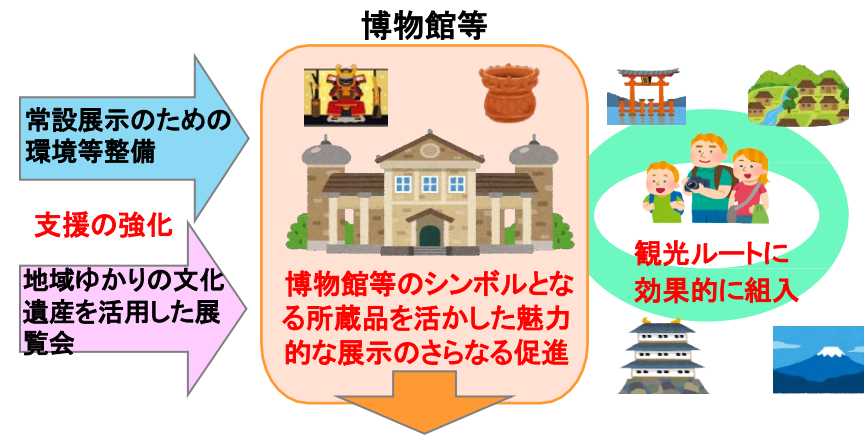 博物館等
常設展示のための
環境等整備
支援の強化
地域ゆかりの文化
遺産を活用した展
覧会
博物館等のシンボルとな
る所蔵品を活かした魅力
的な展示のさらなる促進
観光ルートに
効果的に組入